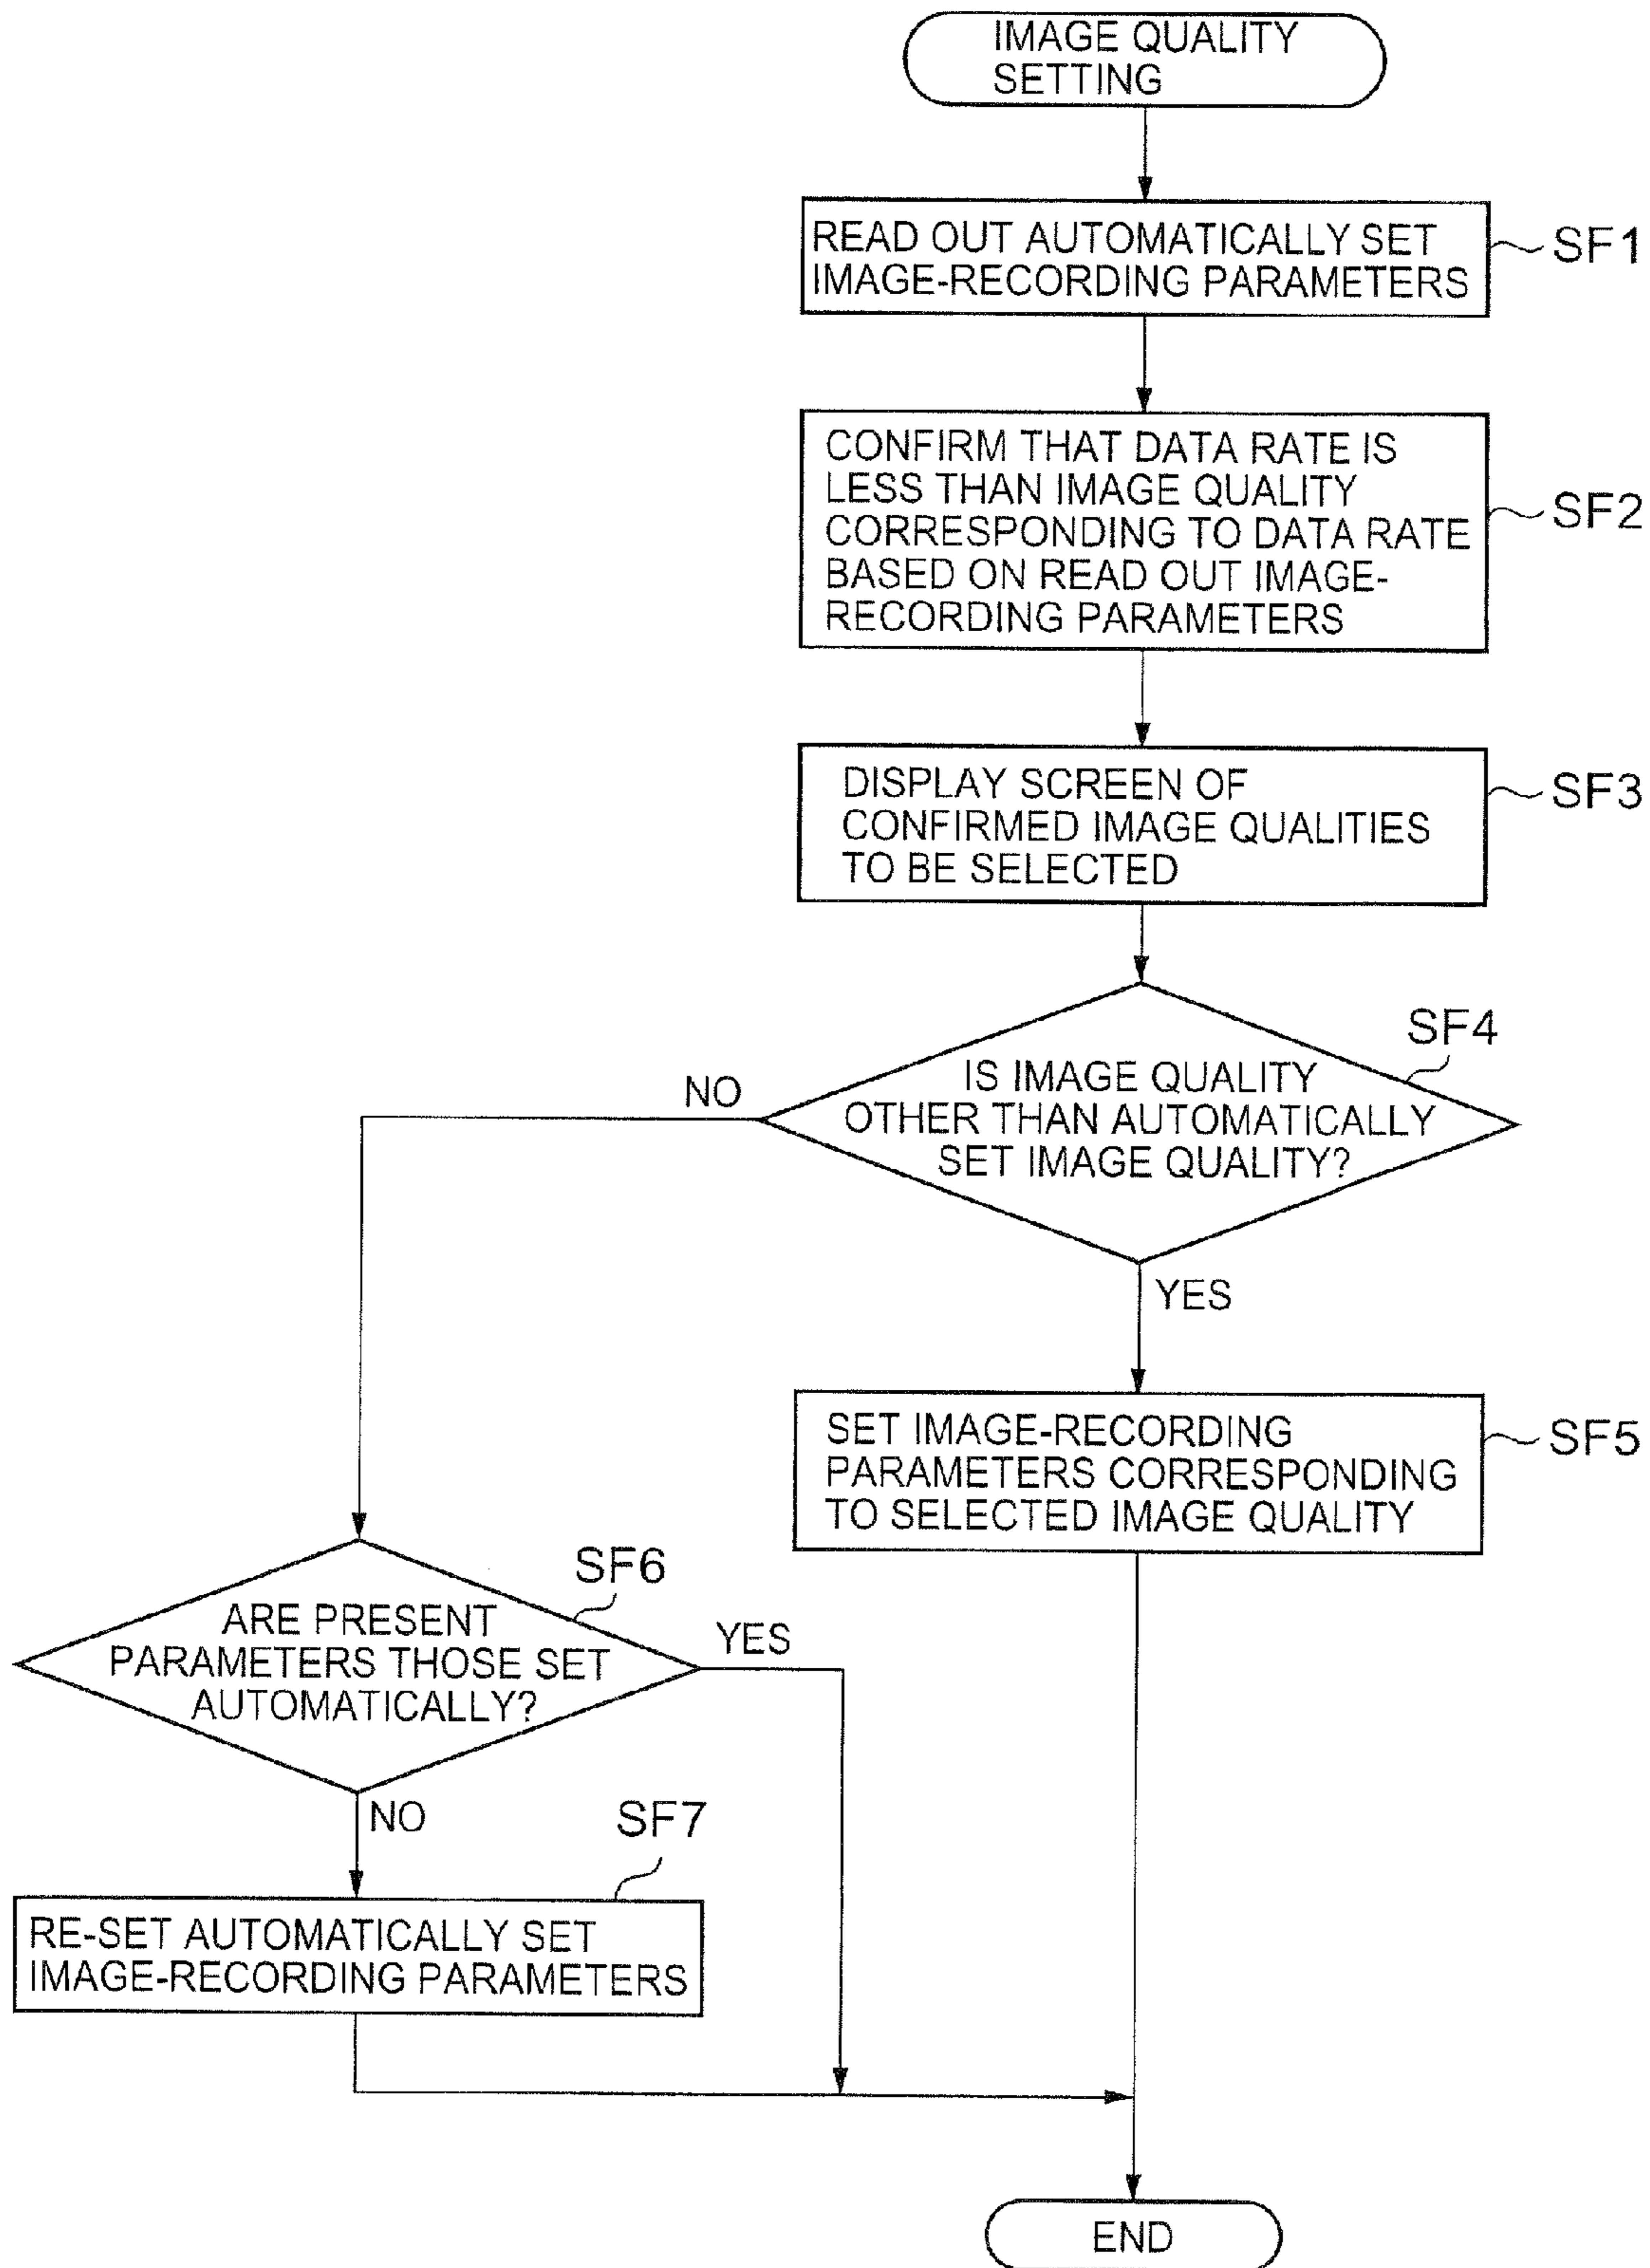 IMAGE QUALITY
SETTING
READ OUT AUTOMATICALLY SET
IMAGE-RECORDING PARAMETERS
SF1
CONFIRM THAT DATA RATE IS
LESS THAN IMAGE QUALITY
CORRESPONDING TO DATA RATE
BASED ON READ OUT IMAGE-
RECORDING PARAMETERS
SF2
DISPLAY SCREEN OF
CONFIRMED IMAGE QUALITIES
TO BE SELECTED
SF3
SF4
IS IMAGE QUALITY
OTHER THAN AUTOMATICALLY
SET IMAGE QUALITY?
NO
YES
SET IMAGE-RECORDING
PARAMETERS CORRESPONDING
TO SELECTED IMAGE QUALITY
SF5
SF6
ARE PRESENT
PARAMETERS THOSE SET
AUTOMATICALLY?
YES
NO
SF7
RE-SET AUTOMATICALLY SET
IMAGE-RECORDING PARAMETERS
END